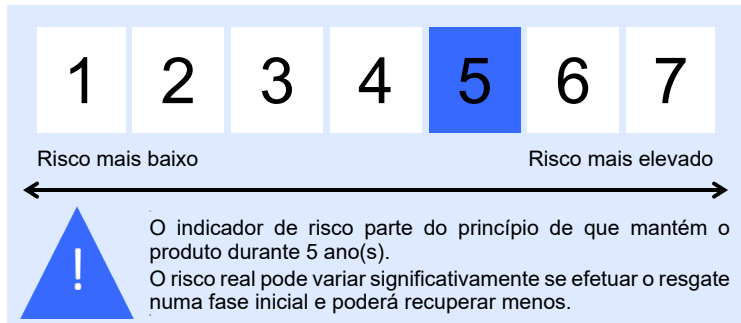 1 2 3 4 5 6 7
Risco mais baixo Risco mais elevado
!
O indicador de risco parte do princípio de que mantém o
produto durante 5 ano(s).
O risco real pode variar significativamente se efetuar o resgate
numa fase inicial e poderá recuperar menos.